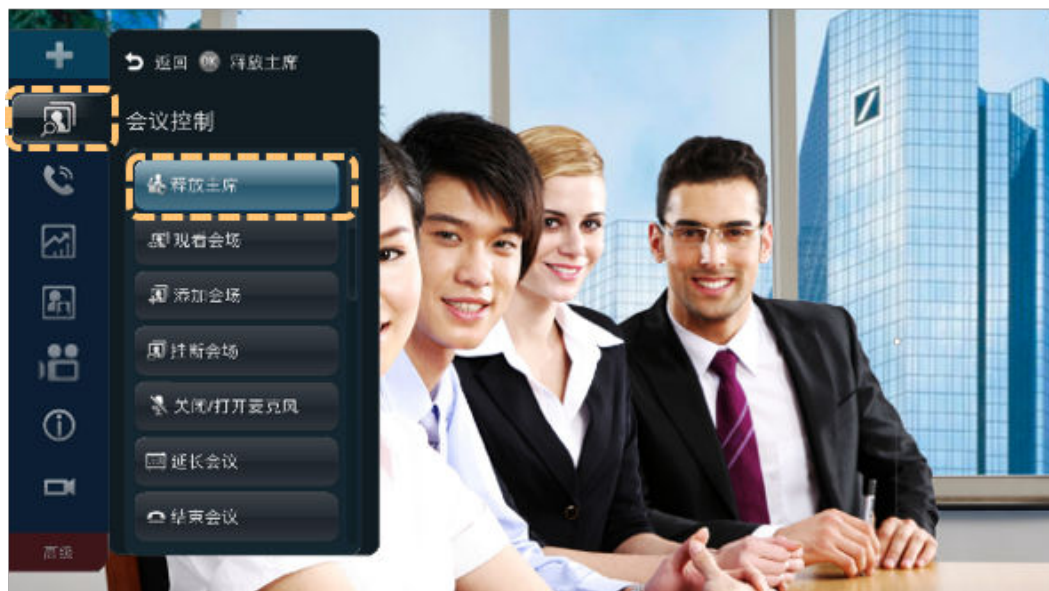 返回 OK 释放主席
会议控制
释放主席
观看会场
添加会场
挂断会场
关闭/打开麦克风
延长会议
结束会议
高级